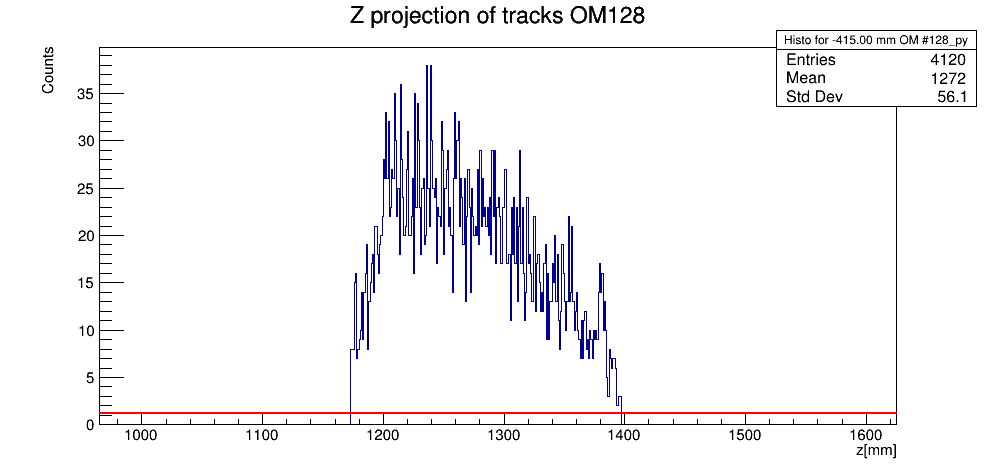 Z projection of tracks OM128
Histo for -415.00 mm OM #128_py
Entries 4120
Mean 1272
Std Dev 56.1
Counts
35
30
25
20
15
10
5
0
1000 1100 1200 1300 1400 1500 1600
z[mm]